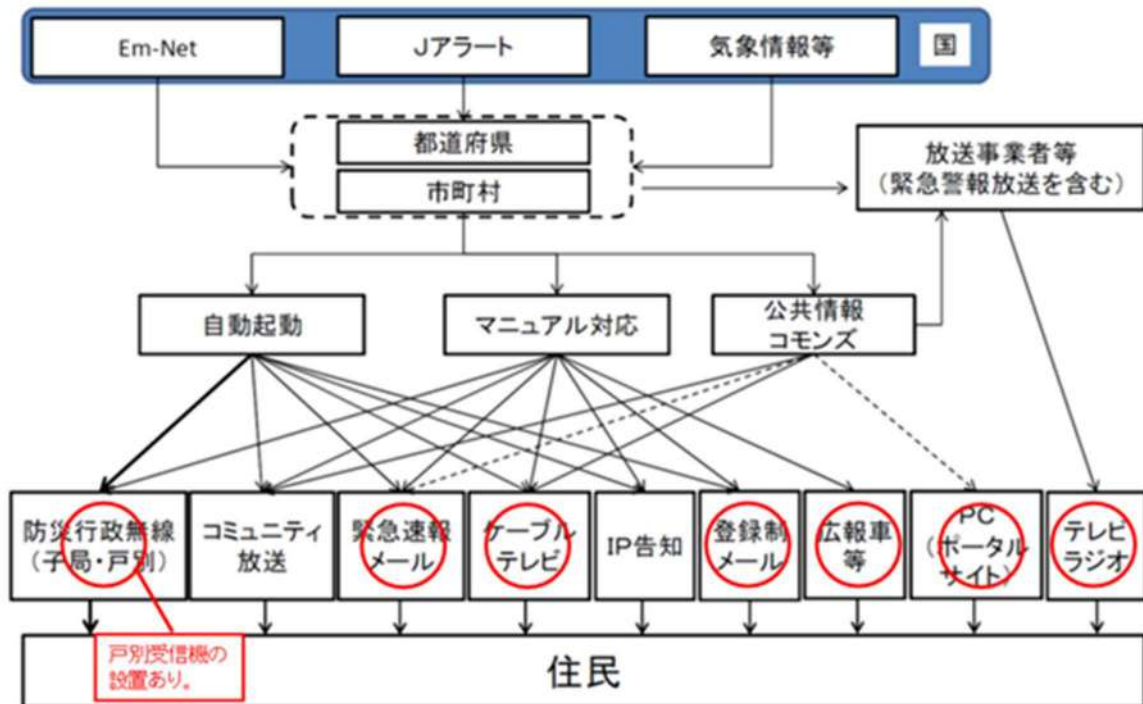 Em-Net
Jアラート
気象情報等
国
都道府県
市町村
放送事業者等
(緊急警報放送を含む)
自動起動
マニュアル対応
公共情報
コモンズ
防災行政無線
(子局・戸別)
コミュニティ
放送
緊急速報
メール
ケーブル
テレビ
IP告知
登録制
メール
広報車
等
PC
(ポータル
サイト)
テレビ
ラジオ
戸別受信機の
設置あり。
住民